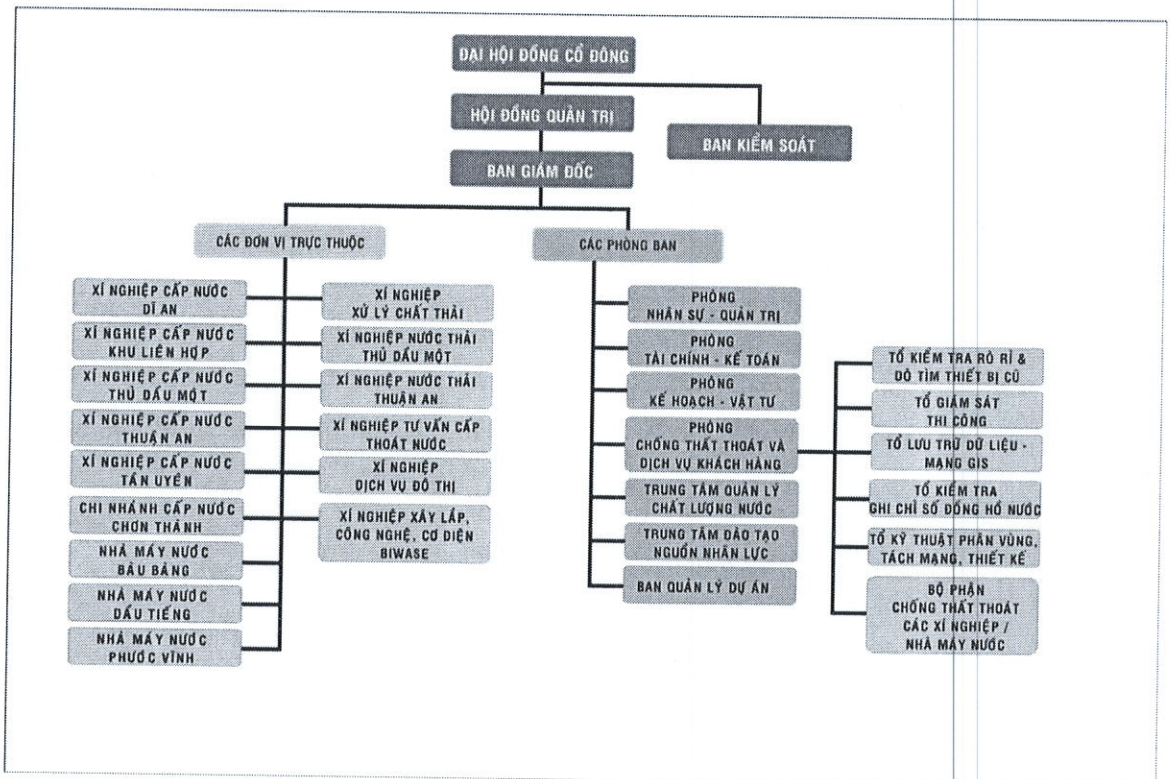 ĐẠI HỘI ĐỒNG CỔ ĐÔNG
HỘI ĐỒNG QUẢN TRỊ
BAN KIỂM SOÁT
BAN GIÁM ĐỐC
CÁC ĐƠN VỊ TRỰC THUỘC
XÍ NGHIỆP CẤP NƯỚC
DĨ AN
XÍ NGHIỆP CẤP NƯỚC
KHU LIÊN HỢP
XÍ NGHIỆP CẤP NƯỚC
THỦ DẦU MỘT
XÍ NGHIỆP CẤP NƯỚC
THUẬN AN
XÍ NGHIỆP CẤP NƯỚC
TÂN UYÊN
CHI NHÁNH CẤP NƯỚC
CHƠN THÀNH
NHÀ MÁY NƯỚC
BÀU BÀNG
NHÀ MÁY NƯỚC
DẦU TIẾNG
NHÀ MÁY NƯỚC
PHƯỚC VĨNH
XÍ NGHIỆP
XỬ LÝ CHẤT THẢI
XÍ NGHIỆP NƯỚC THẢI
THỦ DẦU MỘT
XÍ NGHIỆP NƯỚC THẢI
THUẬN AN
XÍ NGHIỆP TƯ VẤN CẤP
THOÁT NƯỚC
XÍ NGHIỆP
DỊCH VỤ ĐÔ THỊ
XÍ NGHIỆP XÂY LẮP,
CÔNG NGHỆ, CƠ ĐIỆN
BIWASE
CÁC PHÒNG BAN
PHÒNG
NHÂN SỰ - QUẢN TRỊ
PHÒNG
TÀI CHÍNH - KẾ TOÁN
PHÒNG
KẾ HOẠCH - VẬT TƯ
PHÒNG
CHỐNG THẤT THOÁT VÀ
DỊCH VỤ KHÁCH HÀNG
TRUNG TÂM QUẢN LÝ
CHẤT LƯỢNG NƯỚC
TRUNG TÂM ĐÀO TẠO
NGUỒN NHÂN LỰC
BAN QUẢN LÝ DỰ ÁN
TỔ KIỂM TRA RÒ RỈ &
DÒ TÌM THIẾT BỊ CŨ
TỔ GIÁM SÁT
THI CÔNG
TỔ LƯU TRỮ DỮ LIỆU -
MẠNG GIS
TỔ KIỂM TRA
GHI CHỈ SỐ ĐỒNG HỒ NƯỚC
TỔ KỸ THUẬT PHÂN VÙNG,
TÁCH MẠNG, THIẾT KẾ
BỘ PHẬN
CHỐNG THẤT THOÁT
CÁC XÍ NGHIỆP /
NHÀ MÁY NƯỚC